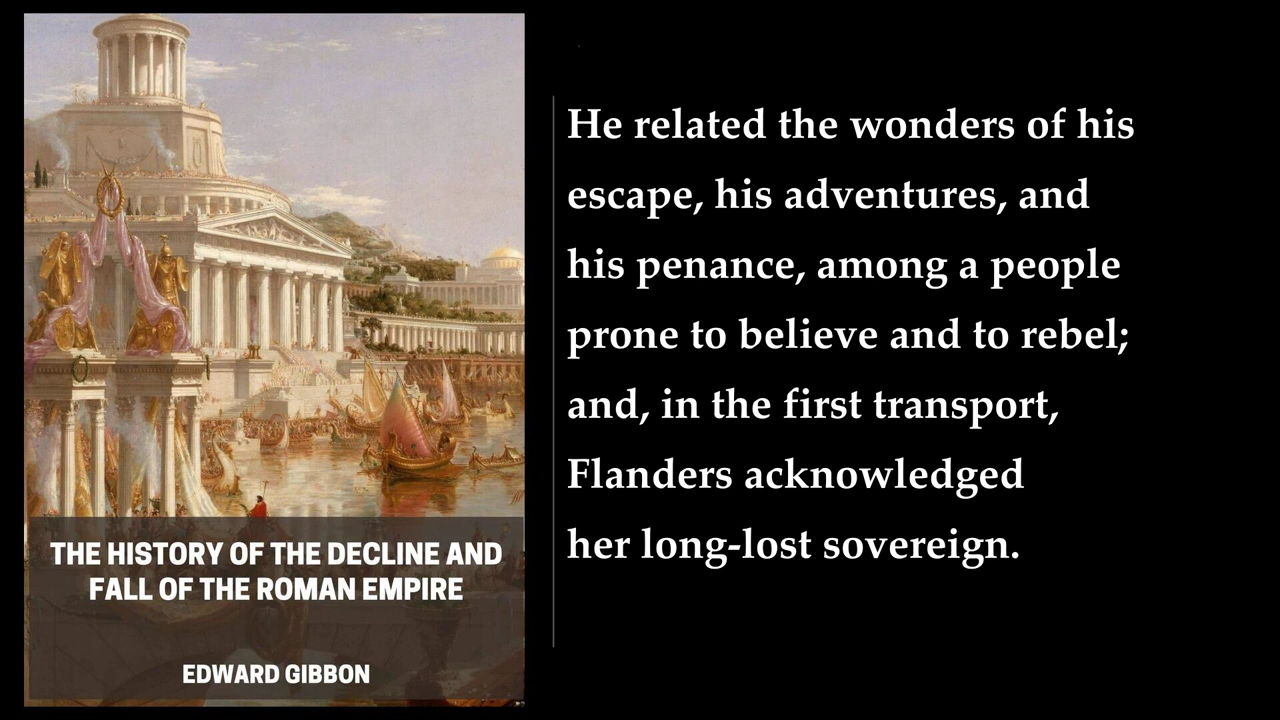 THE HISTORY OF THE DECLINE AND
FALL OF THE ROMAN EMPIRE
EDWARD GIBBON
He related the wonders of his
escape, his adventures, and
his penance, among a people
prone to believe and to rebel;
and, in the first transport,
Flanders acknowledged
her long-lost sovereign.